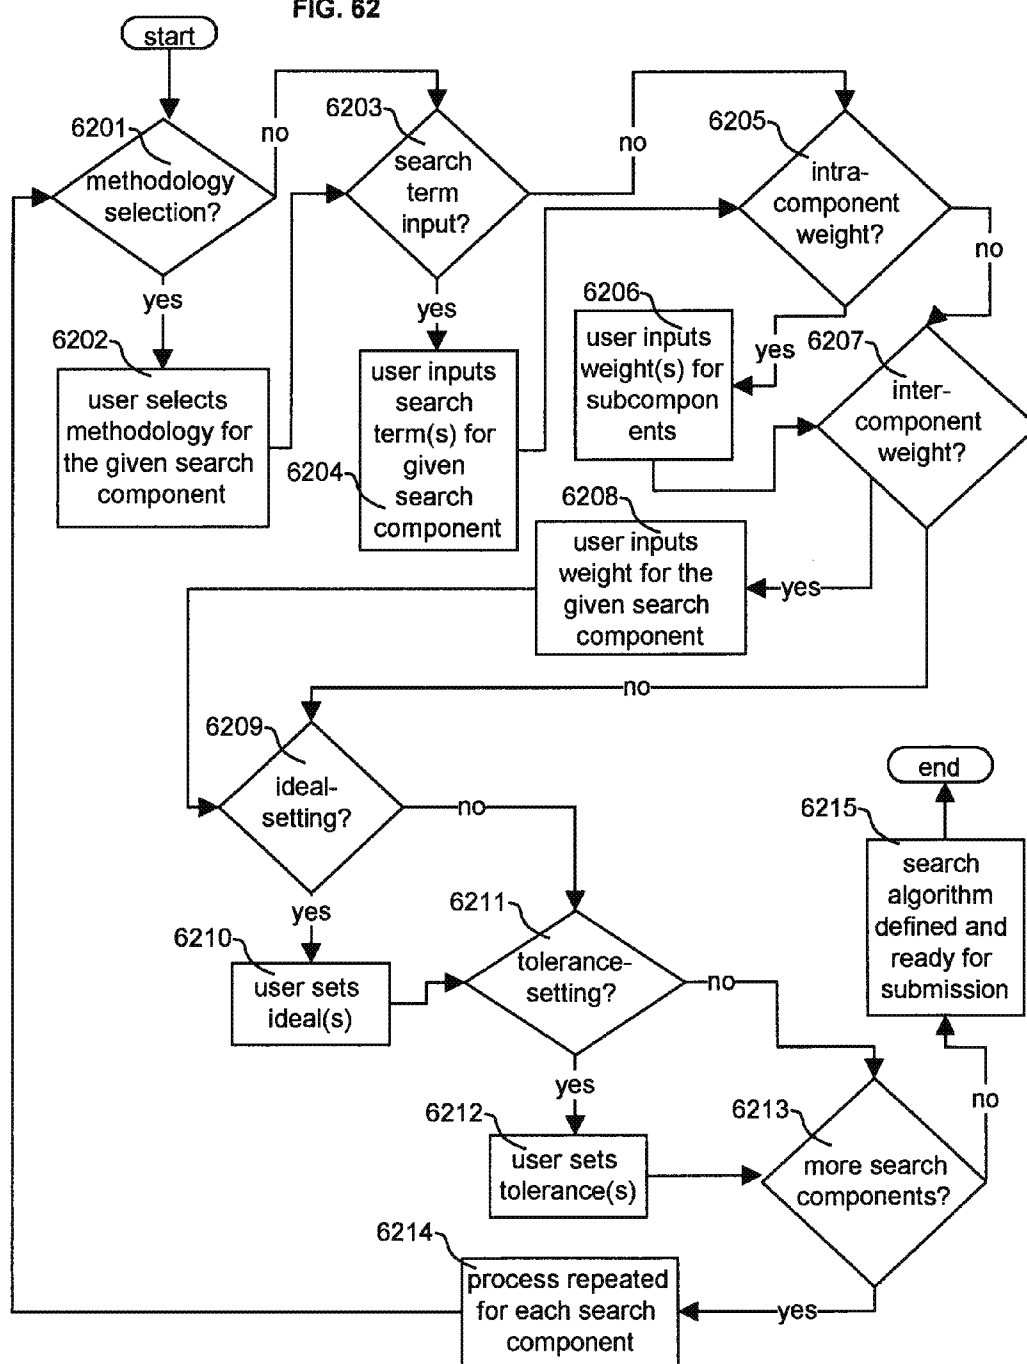 FIG. 62
start
6201
methodology
selection?
no
yes
6202
user selects
methodology for
the given search
component
6203
search
term
input?
no
yes
6204
user inputs
search
term(s) for
given
search
component
6205
intra-
component
weight?
no
yes
6206
user inputs
weight(s) for
subcompon
ents
6207
inter-
component
weight?
yes
no
6208
user inputs
weight for the
given search
component
6209
ideal-
setting?
no
yes
6210
user sets
ideal(s)
6211
tolerance-
setting?
no
yes
6212
user sets
tolerance(s)
6213
more search
components?
no
yes
6214
process repeated
for each search
component
6215
search
algorithm
defined and
ready for
submission
end